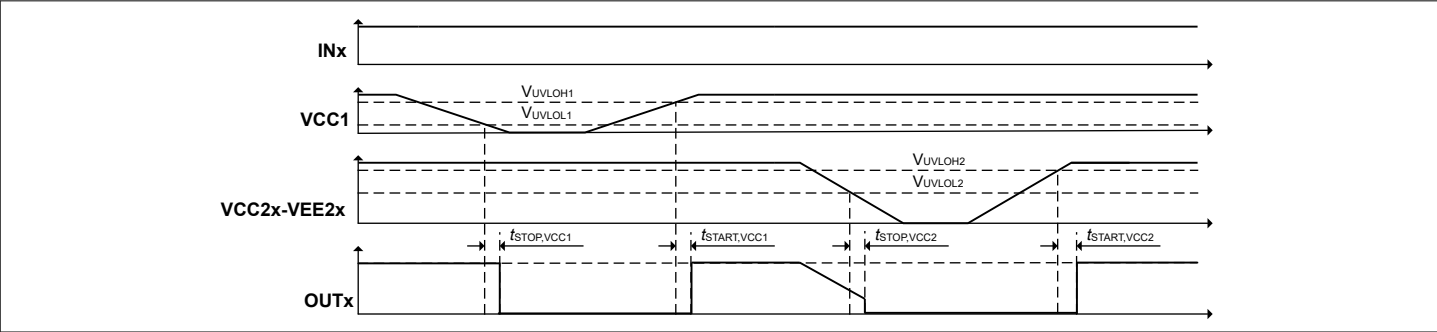 INx
VCC1
VUVLOH1
VUVLOL1
VCC2x-VEE2x
VUVLOH2
VUVLOL2
tSTOP,VCC1
tSTART,VCC1
tSTOP,VCC2
tSTART,VCC2
OUTx